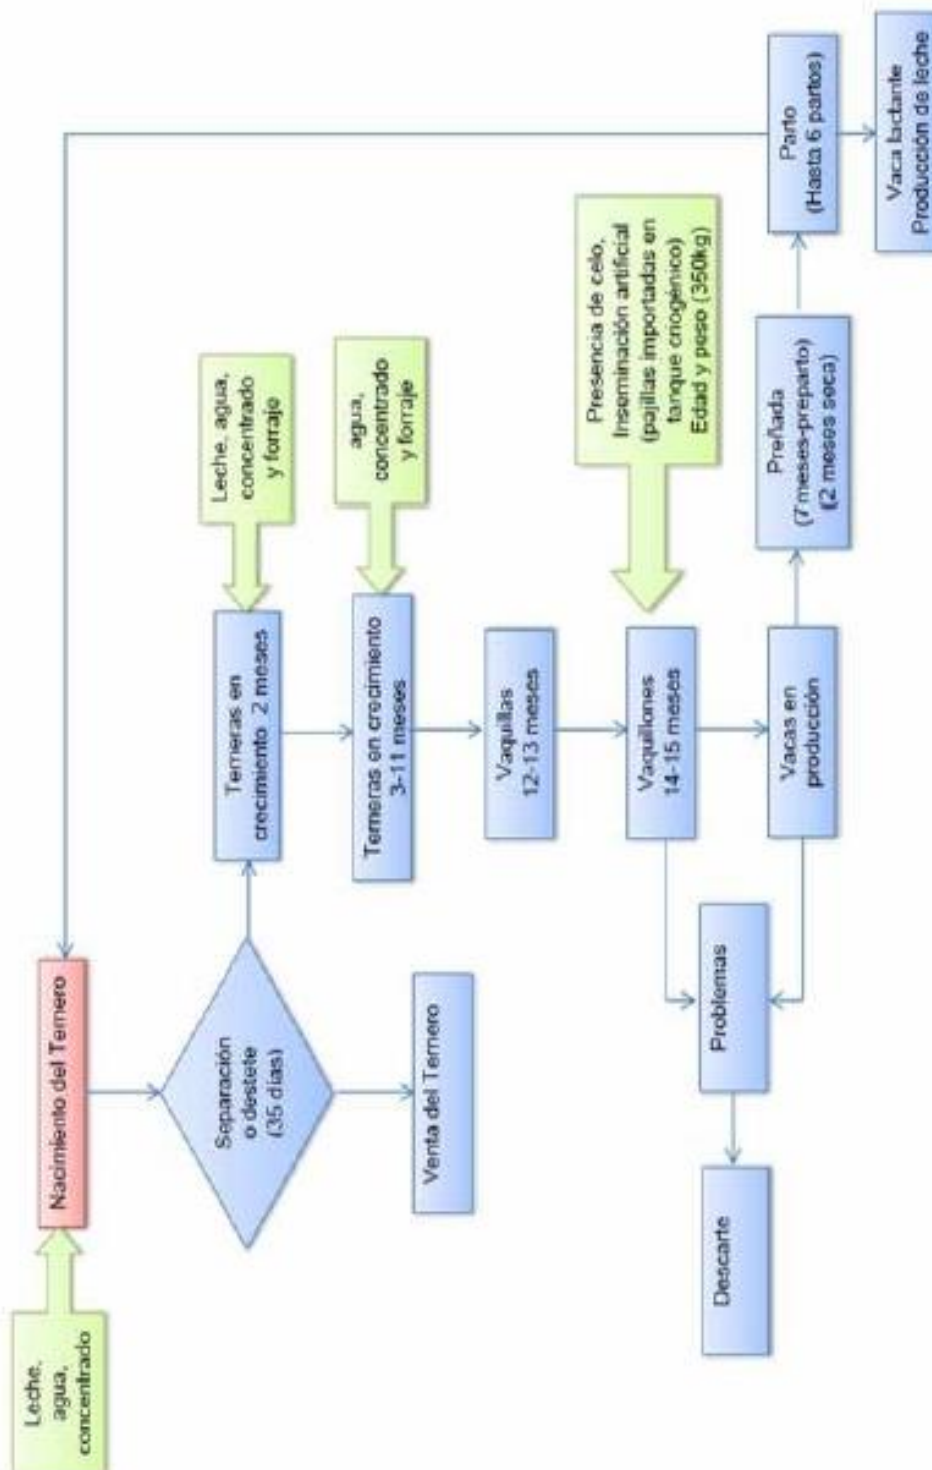 Leche,
agua,
concentrado
Nacimiento del Ternero
Separación
o destete
(35 días)
Venta del Ternero
Terneras en
crecimiento 2 meses
Leche, agua,
concentrado
y forraje
Terneras en crecimiento
3-11 meses
agua,
concentrado
y forraje
Vaquillas
12-13 meses
Vaquillones
14-15 meses
Presencia de celo,
Inseminación artificial
(pajillas importadas en
tanque criogénico)
Edad y peso (350kg)
Problemas
Descarte
Vacas en
producción
Preñada
(7 meses-preparto)
(2 meses seca)
Parto
(Hasta 6 partos)
Vaca lactante
Producción de leche